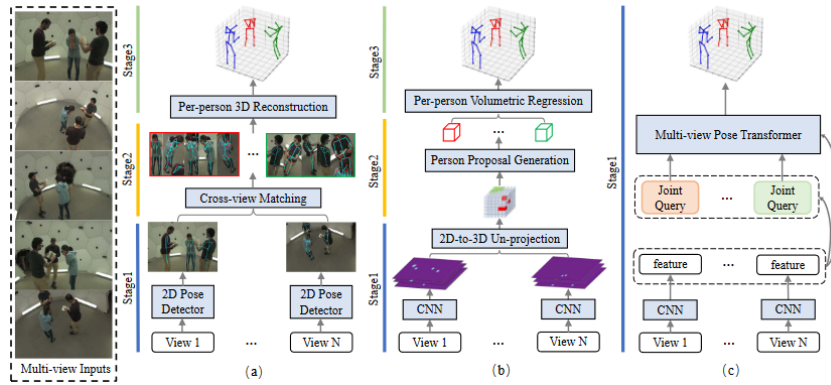 Multi-view Inputs
Stage3
Stage2
Stage1
Per-person 3D Reconstruction
...
Cross-view Matching
2D Pose
Detector
2D Pose
Detector
View 1
...
View N
(a)
Stage3
Stage2
Stage1
Per-person Volumetric Regression
...
Person Proposal Generation
2D-to-3D Un-projection
CNN
CNN
View 1
...
View N
(b)
Stage1
Multi-view Pose Transformer
Joint
Query
...
Joint
Query
feature
...
feature
CNN
CNN
View 1
...
View N
(c)